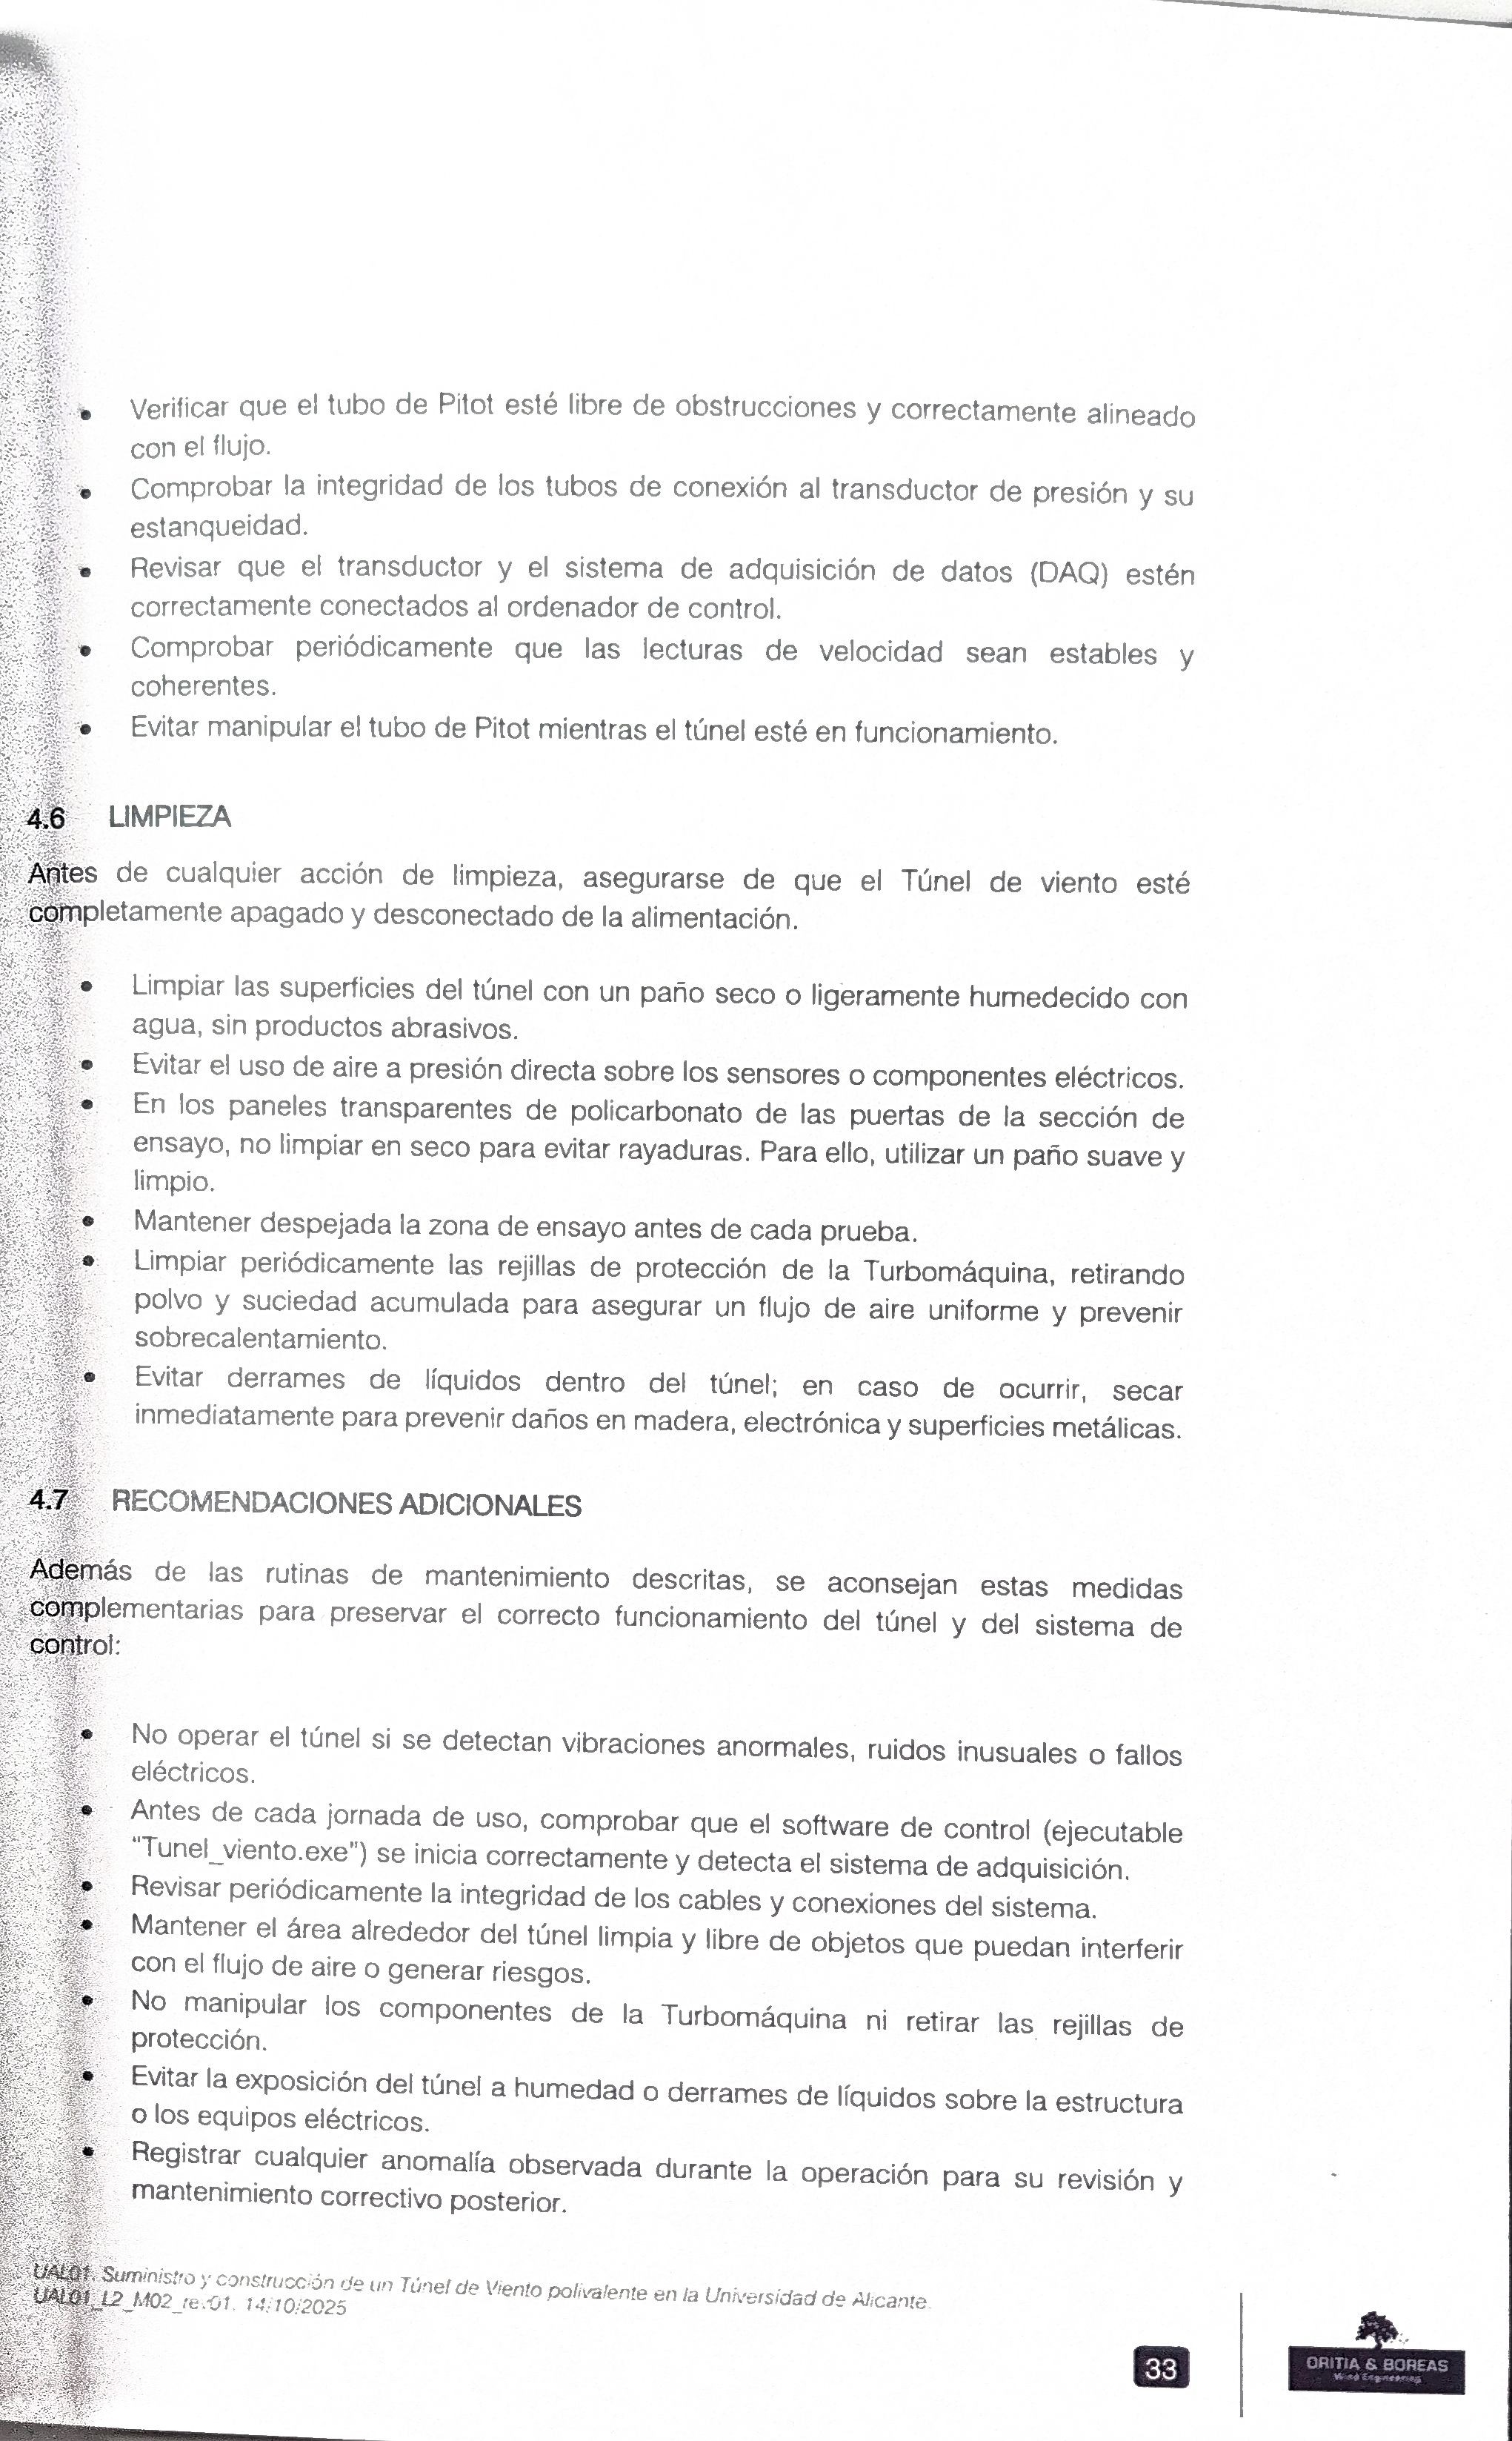 • Verificar que el tubo de Pitot esté libre de obstrucciones y correctamente alineado
con el flujo.
• Comprobar la integridad de los tubos de conexión al transductor de presión y su
estanqueidad.
• Revisar que el transductor y el sistema de adquisición de datos (DAQ) estén
correctamente conectados al ordenador de control.
• Comprobar periódicamente que las lecturas de velocidad sean estables y
coherentes.
• Evitar manipular el tubo de Pitot mientras el túnel esté en funcionamiento.
4.6 LIMPIEZA
Antes de cualquier acción de limpieza, asegurarse de que el Túnel de viento esté
completamente apagado y desconectado de la alimentación.
• Limpiar las superficies del túnel con un paño seco o ligeramente humedecido con
agua, sin productos abrasivos.
• Evitar el uso de aire a presión directa sobre los sensores o componentes eléctricos.
• En los paneles transparentes de policarbonato de las puertas de la sección de
ensayo, no limpiar en seco para evitar rayaduras. Para ello, utilizar un paño suave y
limpio.
• Mantener despejada la zona de ensayo antes de cada prueba.
• Limpiar periódicamente las rejillas de protección de la Turbomáquina, retirando
polvo y suciedad acumulada para asegurar un flujo de aire uniforme y prevenir
sobrecalentamiento.
• Evitar derrames de líquidos dentro del túnel; en caso de ocurrir, secar
inmediatamente para prevenir daños en madera, electrónica y superficies metálicas.
4.7 RECOMENDACIONES ADICIONALES
Además de las rutinas de mantenimiento descritas, se aconsejan estas medidas
complementarias para preservar el correcto funcionamiento del túnel y del sistema de
control:
• No operar el túnel si se detectan vibraciones anormales, ruidos inusuales o fallos
eléctricos.
• Antes de cada jornada de uso, comprobar que el software de control (ejecutable
"Tunel_viento.exe") se inicia correctamente y detecta el sistema de adquisición.
• Revisar periódicamente la integridad de los cables y conexiones del sistema.
• Mantener el área alrededor del túnel limpia y libre de objetos que puedan interferir
con el flujo de aire o generar riesgos.
• No manipular los componentes de la Turbomáquina ni retirar las rejillas de
protección.
• Evitar la exposición del túnel a humedad o derrames de líquidos sobre la estructura
o los equipos eléctricos.
• Registrar cualquier anomalía observada durante la operación para su revisión y
mantenimiento correctivo posterior.
UAL01. Suministro y construcción de un Túnel de Viento polivalente en la Universidad de Alicante.
UAL01_L2_M02_rev01. 14/10/2025
33
ORITIA & BOREAS
Wind Engineering